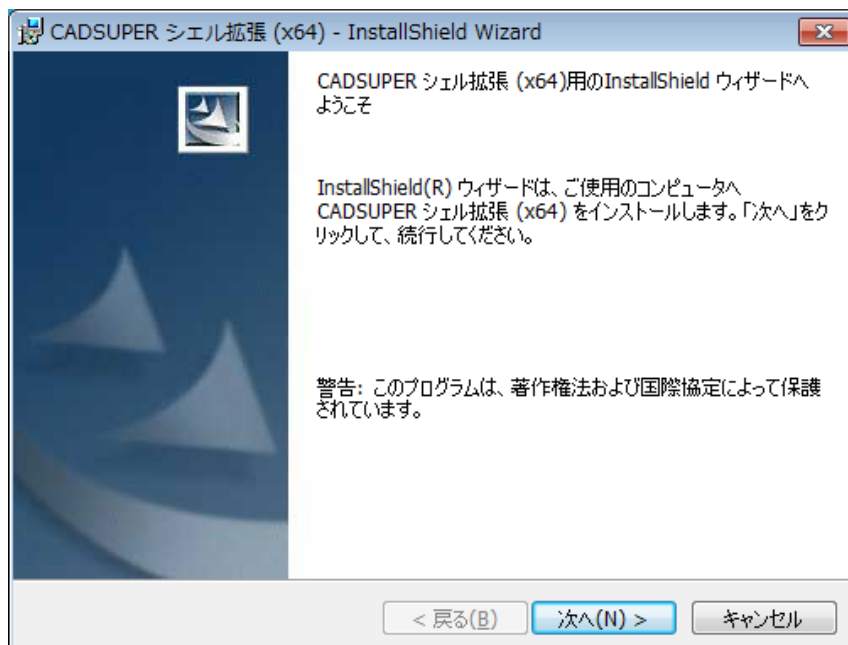 CADSUPER シェル拡張 (x64) - InstallShield Wizard
CADSUPER シェル拡張 (x64)用のInstallShield ウィザードへ
ようこそ
InstallShield(R) ウィザードは、ご使用のコンピュータへ
CADSUPER シェル拡張 (x64) をインストールします。「次へ」をク
リックして、続行してください。
警告: このプログラムは、著作権法および国際協定によって保護
されています。
< 戻る(B)
次へ(N) >
キャンセル